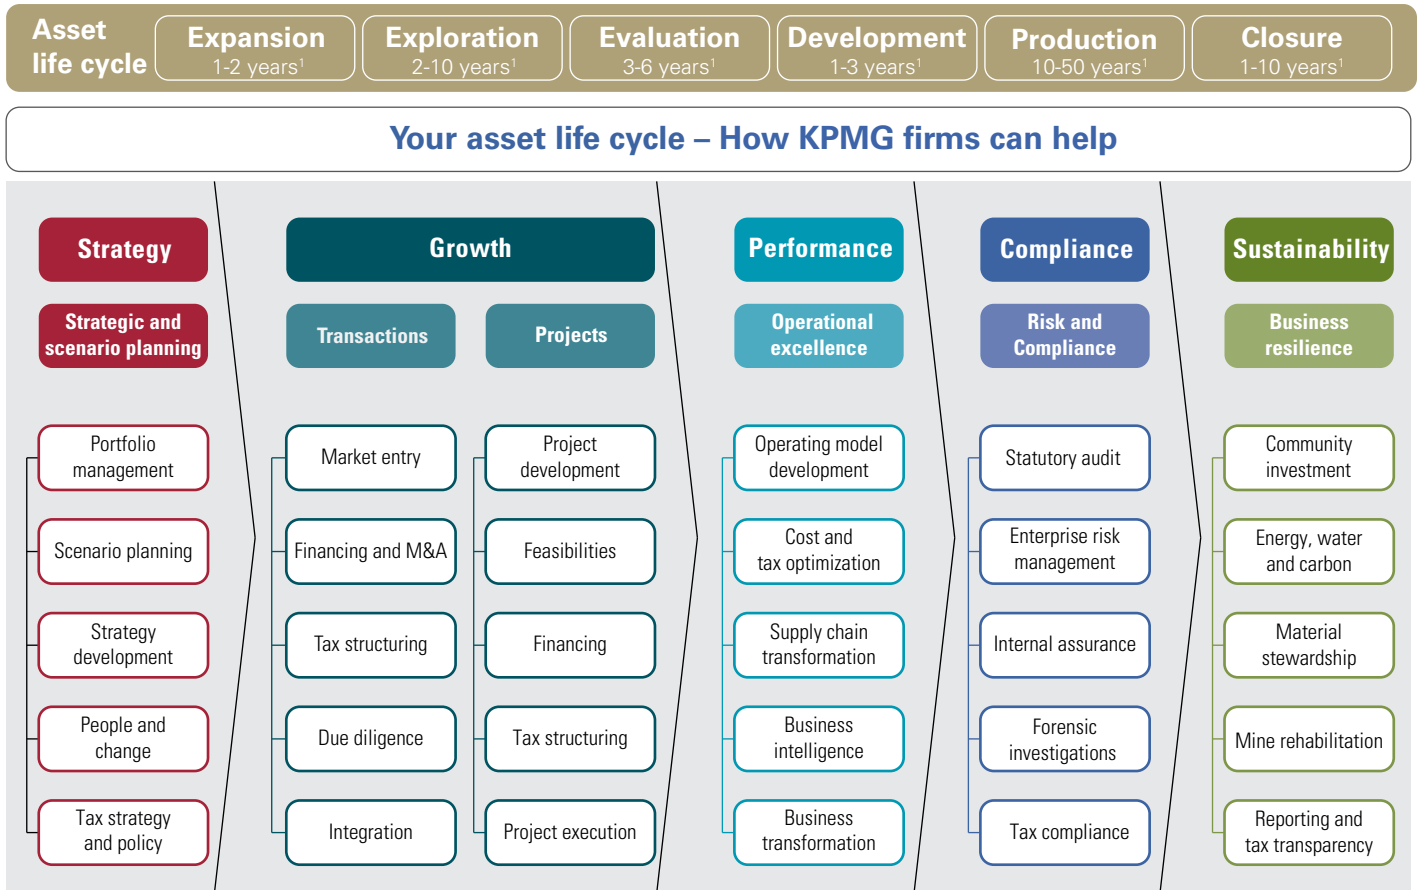 Asset
life cycle
Expansion
1-2 years¹
Exploration
2-10 years¹
Evaluation
3-6 years¹
Development
1-3 years¹
Production
10-50 years¹
Closure
1-10 years¹
Your asset life cycle – How KPMG firms can help
Strategy
Strategic and
scenario planning
Portfolio
management
Scenario planning
Strategy
development
People and
change
Tax strategy
and policy
Growth
Transactions
Market entry
Financing and M&A
Tax structuring
Due diligence
Integration
Projects
Project
development
Feasibilities
Financing
Tax structuring
Project execution
Performance
Operational
excellence
Operating model
development
Cost and
tax optimization
Supply chain
transformation
Business
intelligence
Business
transformation
Compliance
Risk and
Compliance
Statutory audit
Enterprise risk
management
Internal assurance
Forensic
investigations
Tax compliance
Sustainability
Business
resilience
Community
investment
Energy, water
and carbon
Material
stewardship
Mine rehabilitation
Reporting and
tax transparency